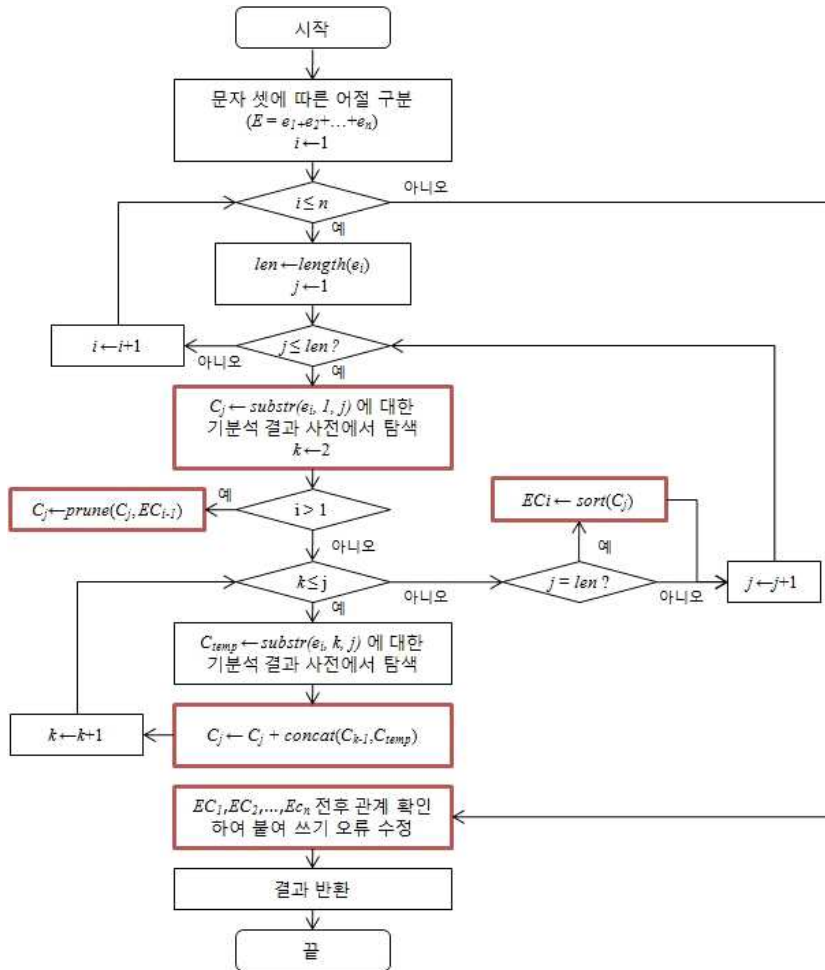 시작
문자 셋에 따른 어절 구분
(E = e₁₊e₂+…+eₙ)
i←1
아니오
i ≤ n
예
len←length(eᵢ)
j←1
i←i+1
j ≤ len ?
아니오
예
Cⱼ ← substr(eᵢ, 1, j) 에 대한
기분석 결과 사전에서 탐색
k←2
Cⱼ←prune(Cⱼ, ECᵢ₋₁)
예
i > 1
ECi ← sort(Cⱼ)
아니오
예
k ≤ j
아니오
j = len ?
아니오
j←j+1
예
C_temp ← substr(eᵢ, k, j) 에 대한
기분석 결과 사전에서 탐색
k←k+1
Cⱼ ← Cⱼ + concat(Cₖ₋₁,C_temp)
EC₁,EC₂,…,Ecₙ 전후 관계 확인
하여 붙여 쓰기 오류 수정
결과 반환
끝